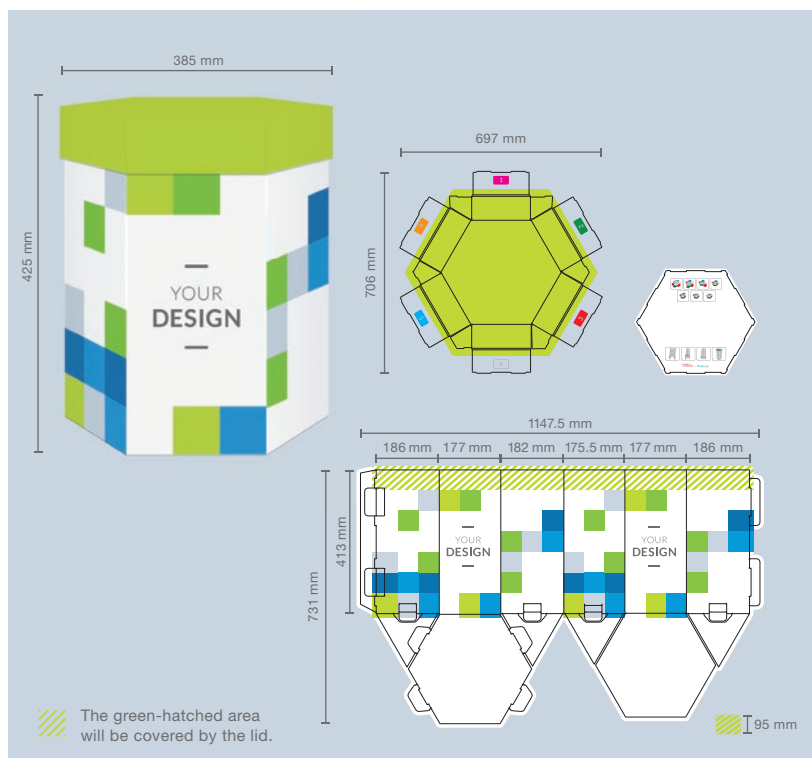 385 mm
425 mm
YOUR
DESIGN
697 mm
706 mm
1
1147.5 mm
186 mm
177 mm
182 mm
175.5 mm
177 mm
186 mm
413 mm
731 mm
YOUR
DESIGN
YOUR
DESIGN
The green-hatched area
will be covered by the lid.
95 mm